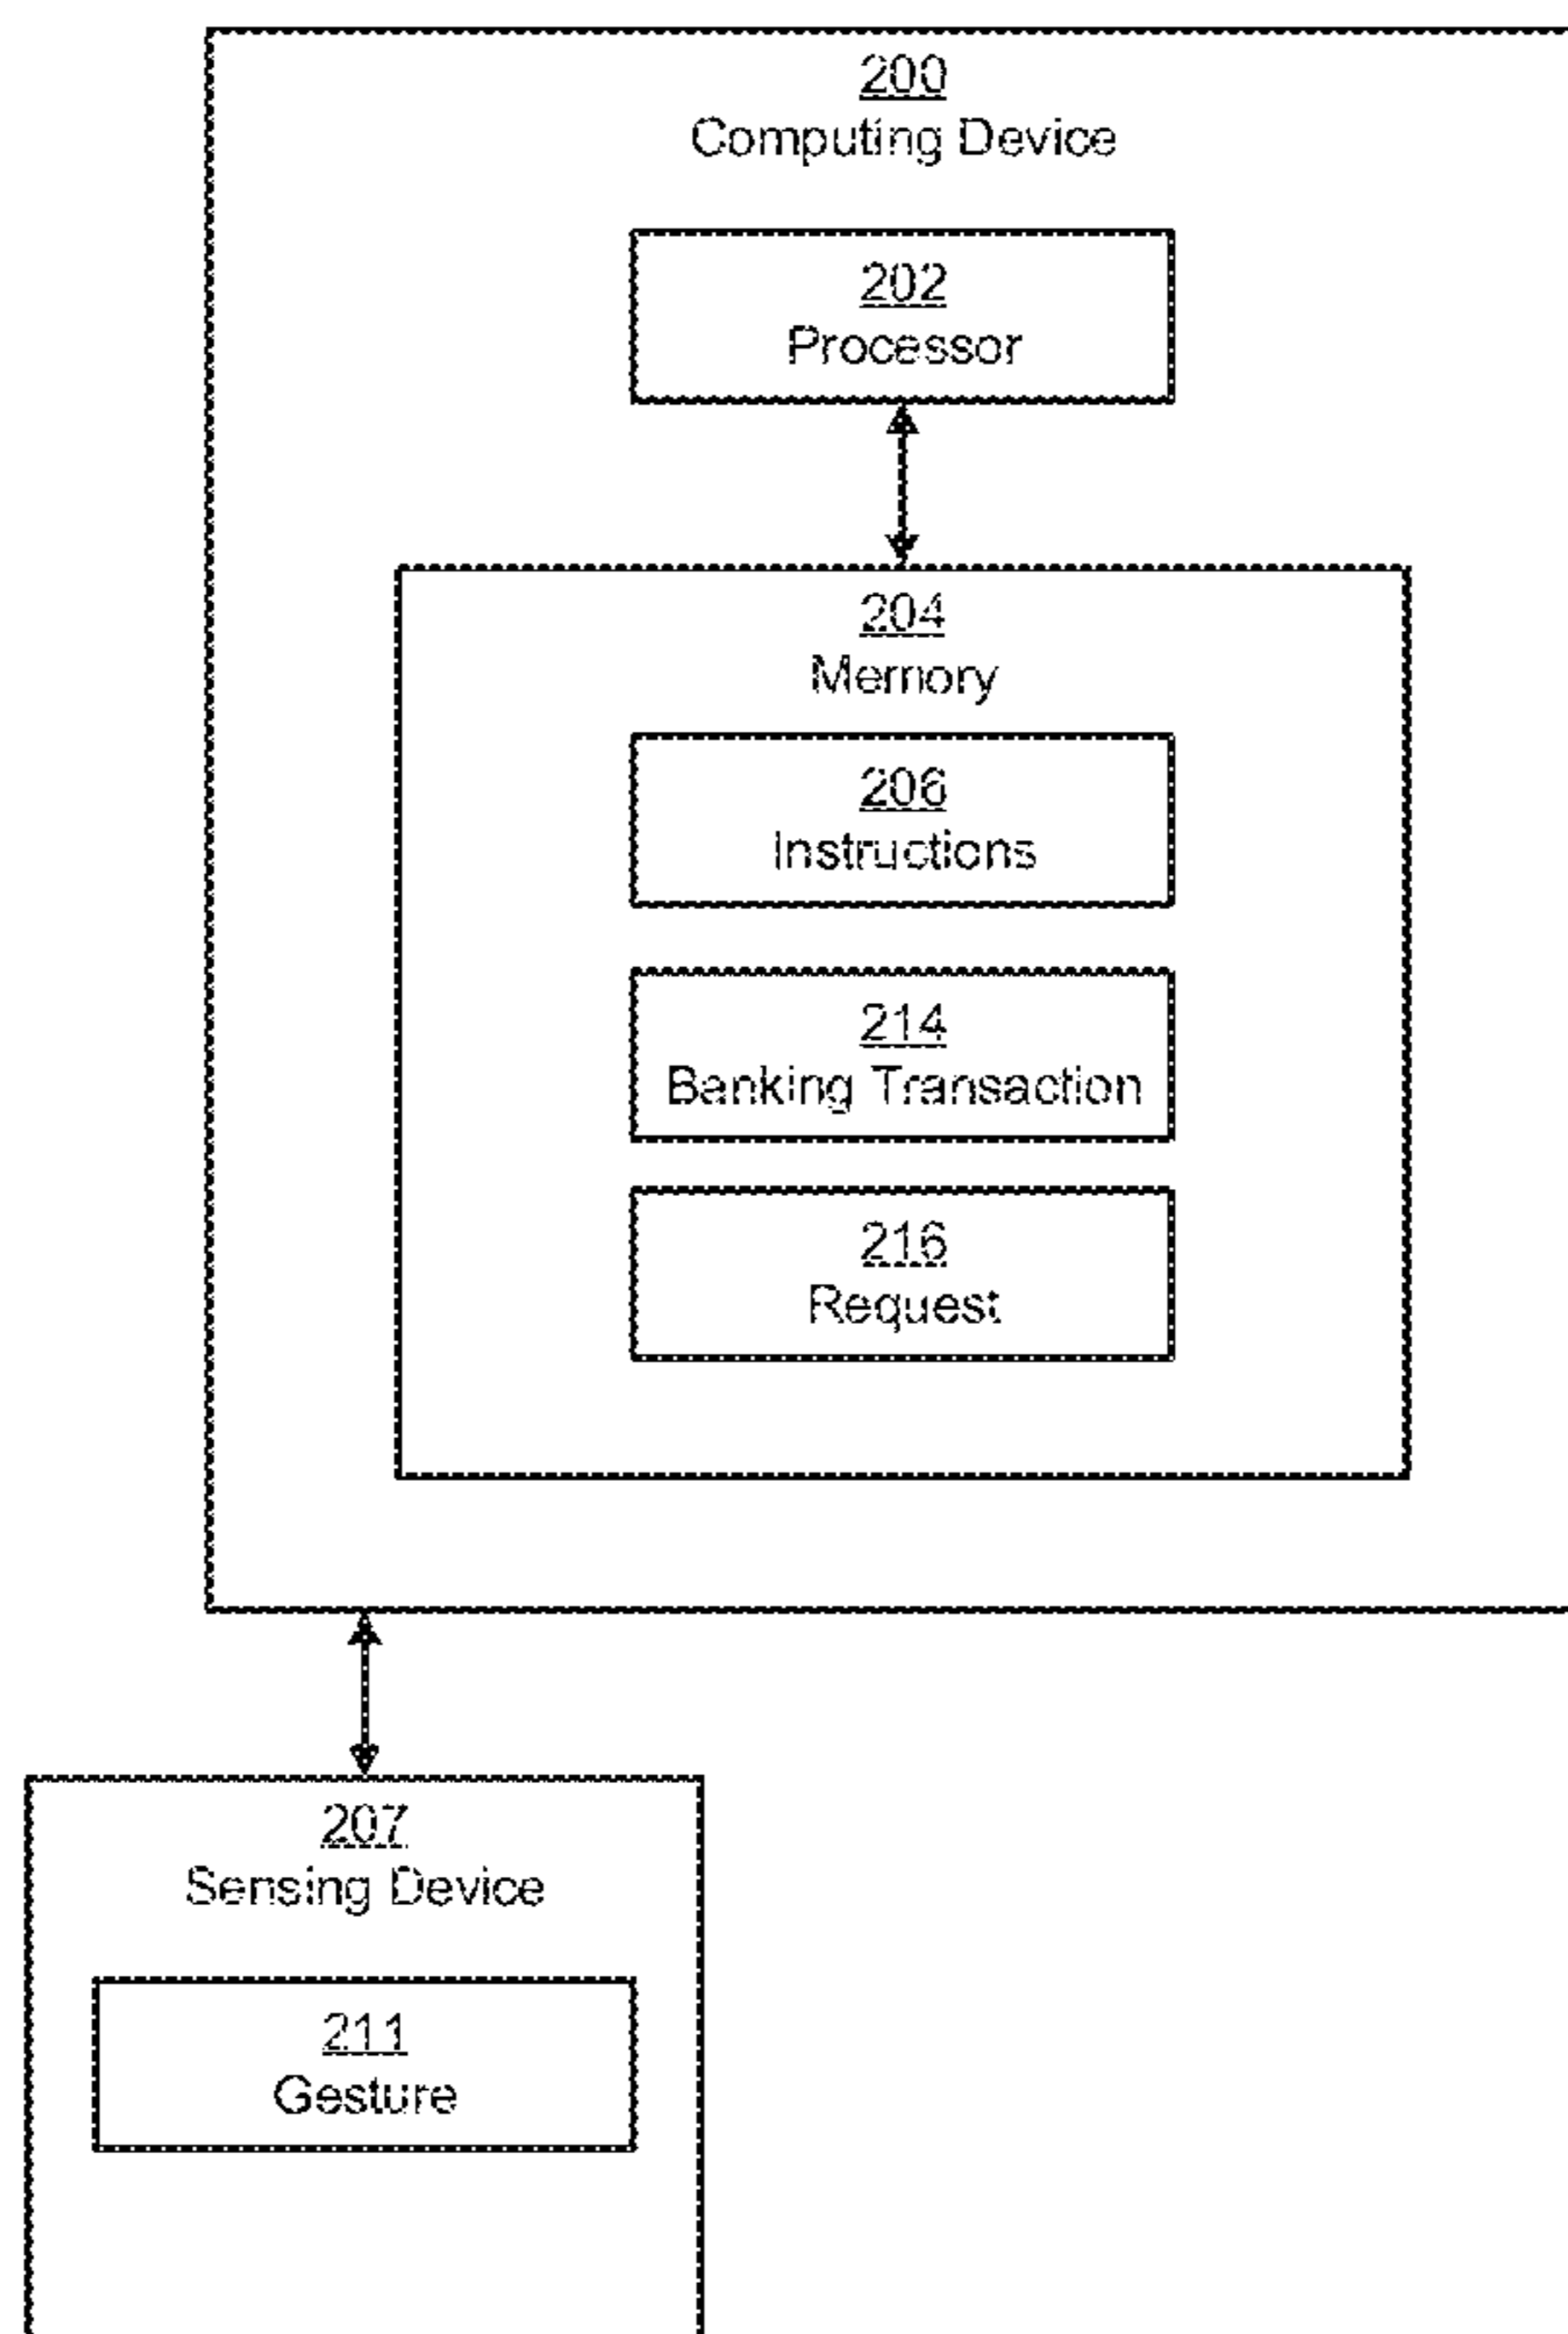 200
Computing Device
202
Processor
204
Memory
206
Instructions
214
Banking Transaction
216
Request
207
Sensing Device
211
Gesture